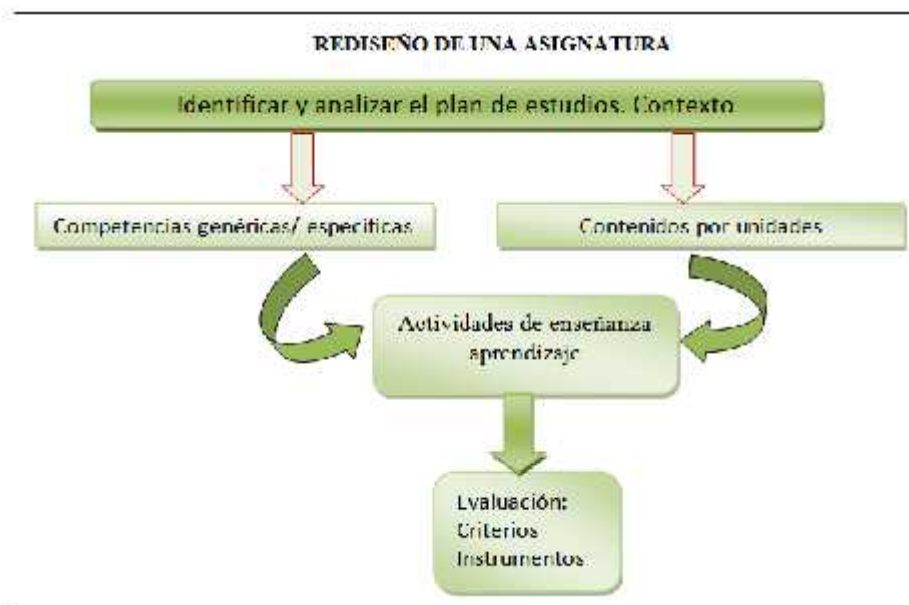 REDISEÑO DE UNA ASIGNATURA
Identificar y analizar el plan de estudios. Contexto
Competencias genéricas/ específicas
Contenidos por unidades
Actividades de enseñanza
aprendizaje
Evaluación:
Criterios
Instrumentos